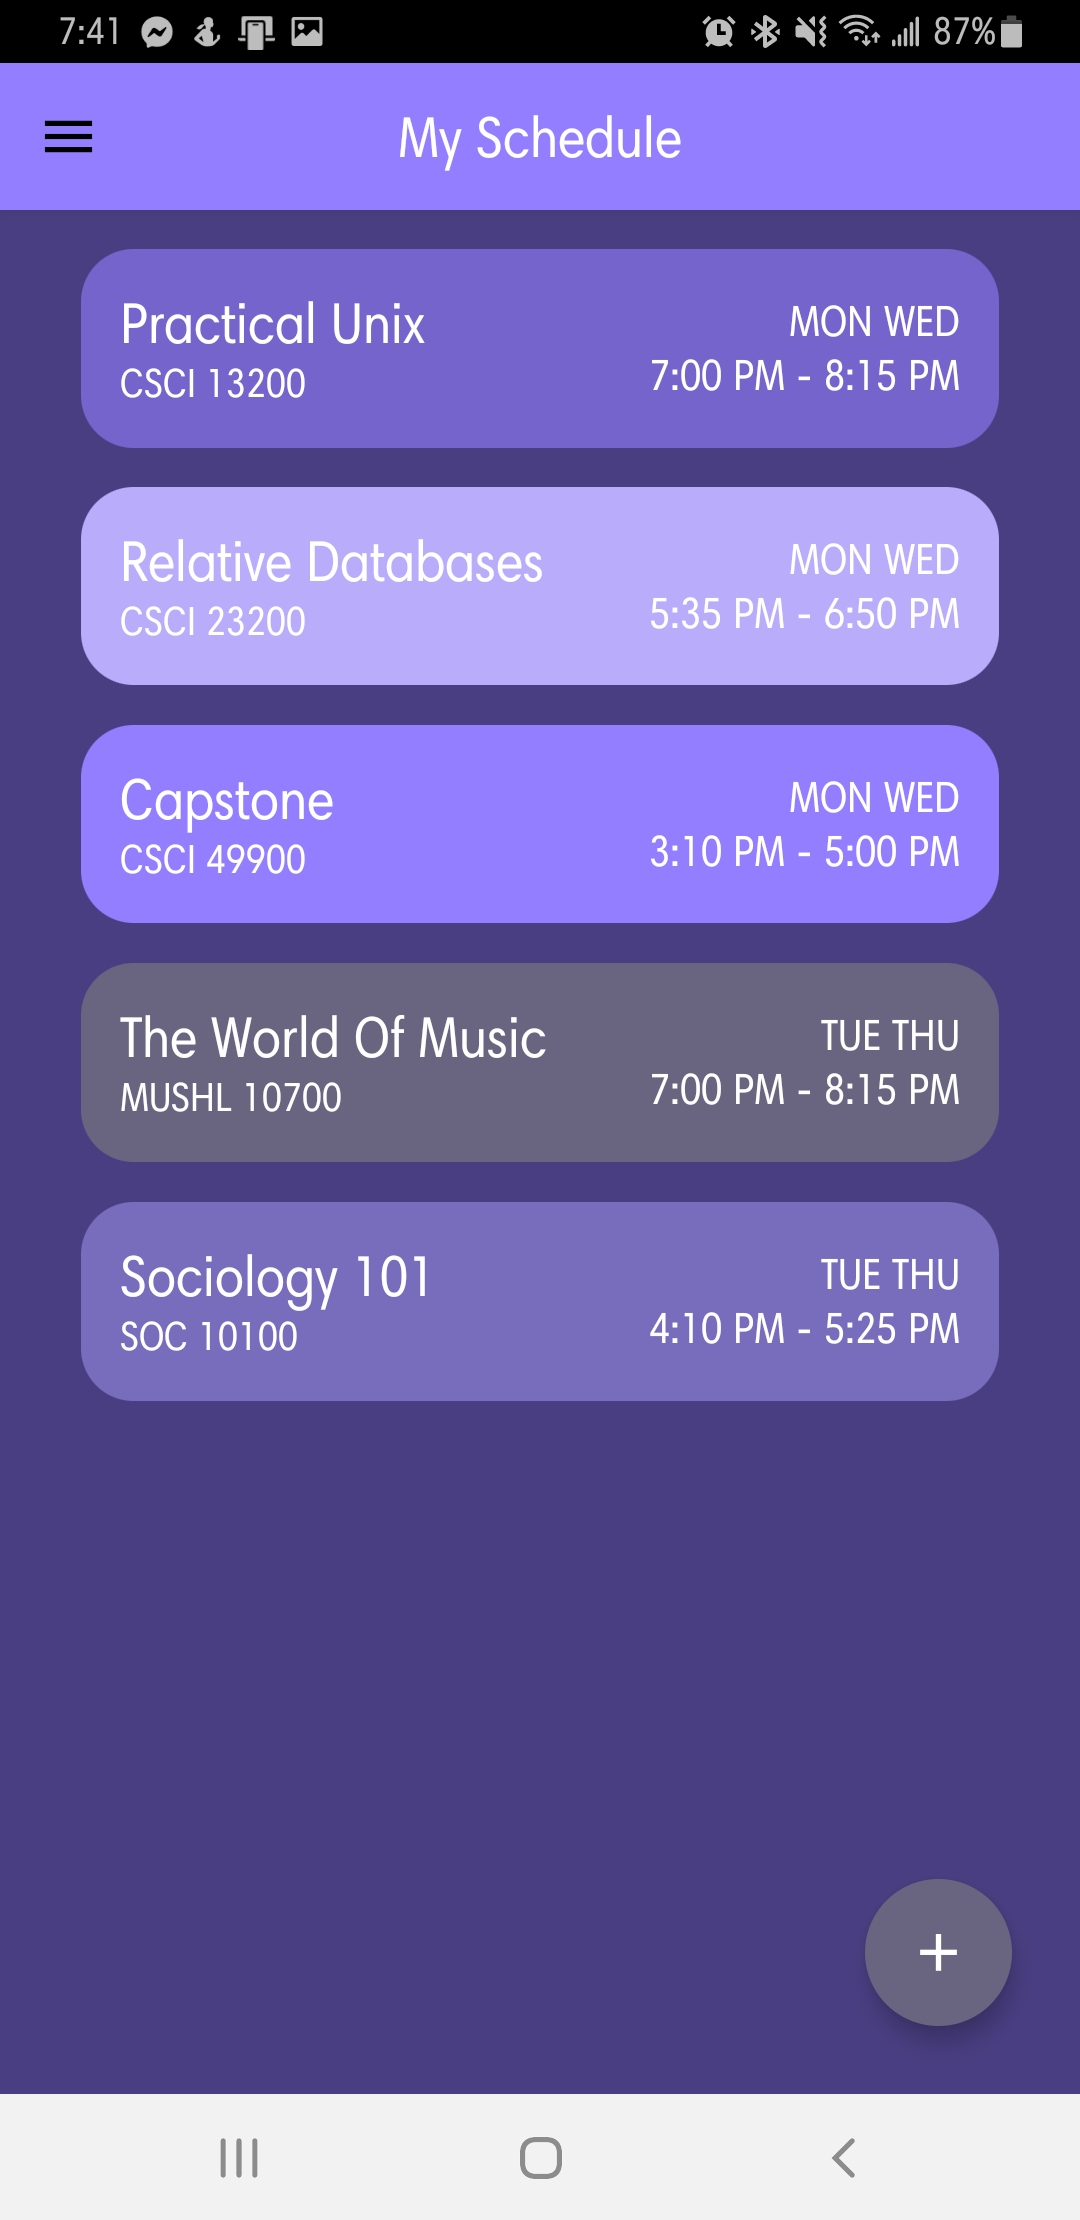 7:41 87%
My Schedule
Practical Unix
CSCI 13200
MON WED
7:00 PM - 8:15 PM
Relative Databases
CSCI 23200
MON WED
5:35 PM - 6:50 PM
Capstone
CSCI 49900
MON WED
3:10 PM - 5:00 PM
The World Of Music
MUSHL 10700
TUE THU
7:00 PM - 8:15 PM
Sociology 101
SOC 10100
TUE THU
4:10 PM - 5:25 PM
+